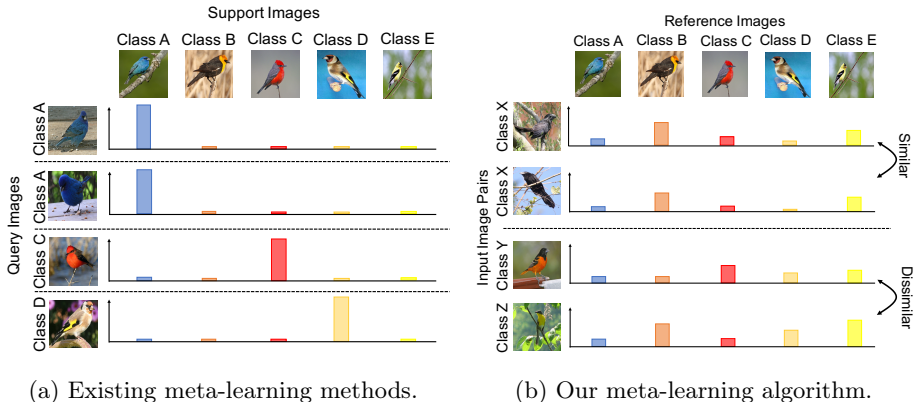 Support Images
Class A Class B Class C Class D Class E
Query Images
Class A
Class A
Class C
Class D
(a) Existing meta-learning methods.
Reference Images
Class A Class B Class C Class D Class E
Input Image Pairs
Class X
Class X
Similar
Class Y
Class Z
Dissimilar
(b) Our meta-learning algorithm.